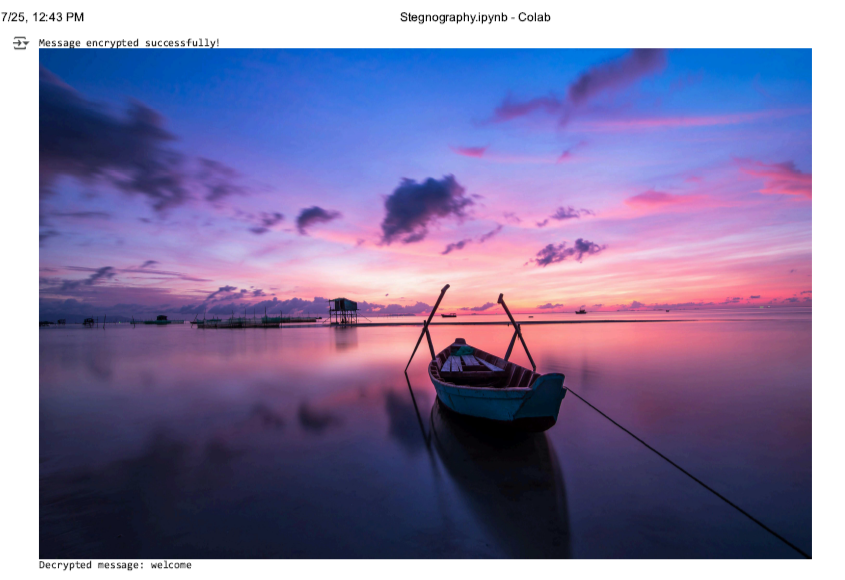 7/25, 12:43 PM
Stegnography.ipynb - Colab
Message encrypted successfully!
Decrypted message: welcome